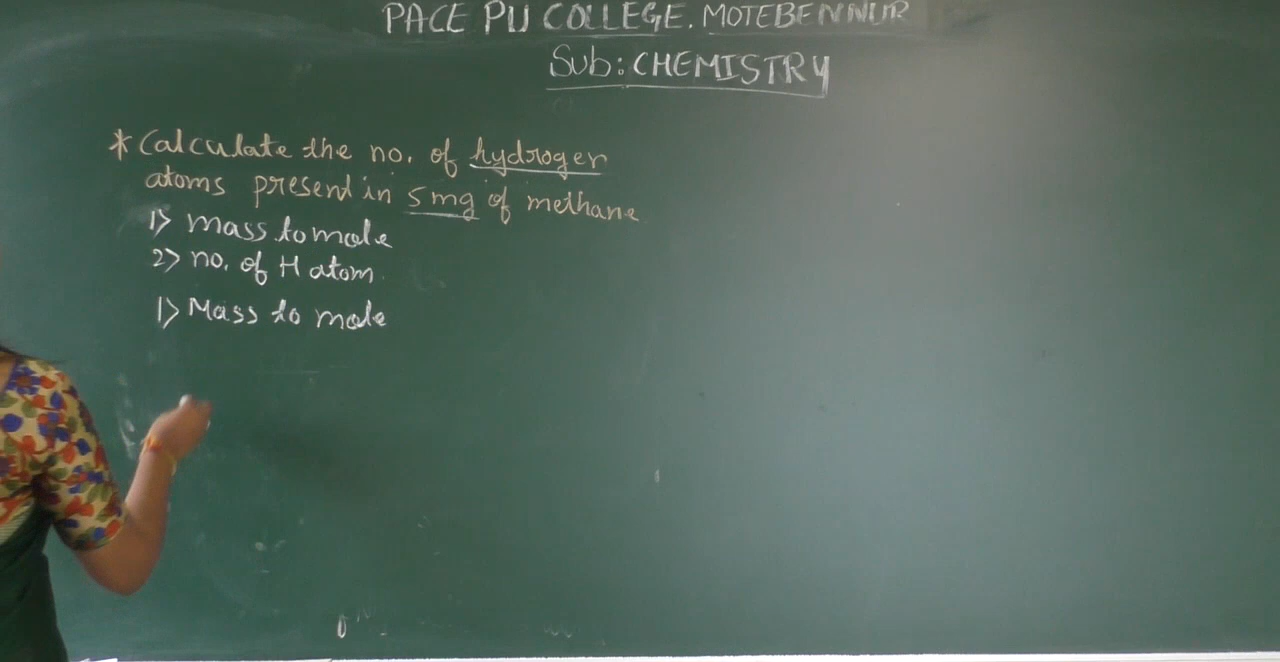 PACE PU COLLEGE. MOTEBENNUR
Sub: CHEMISTRY
* Calculate the no. of hydrogen
atoms present in 5mg of methane
1> mass to mole
2> no. of H atom.
1> Mass to mole